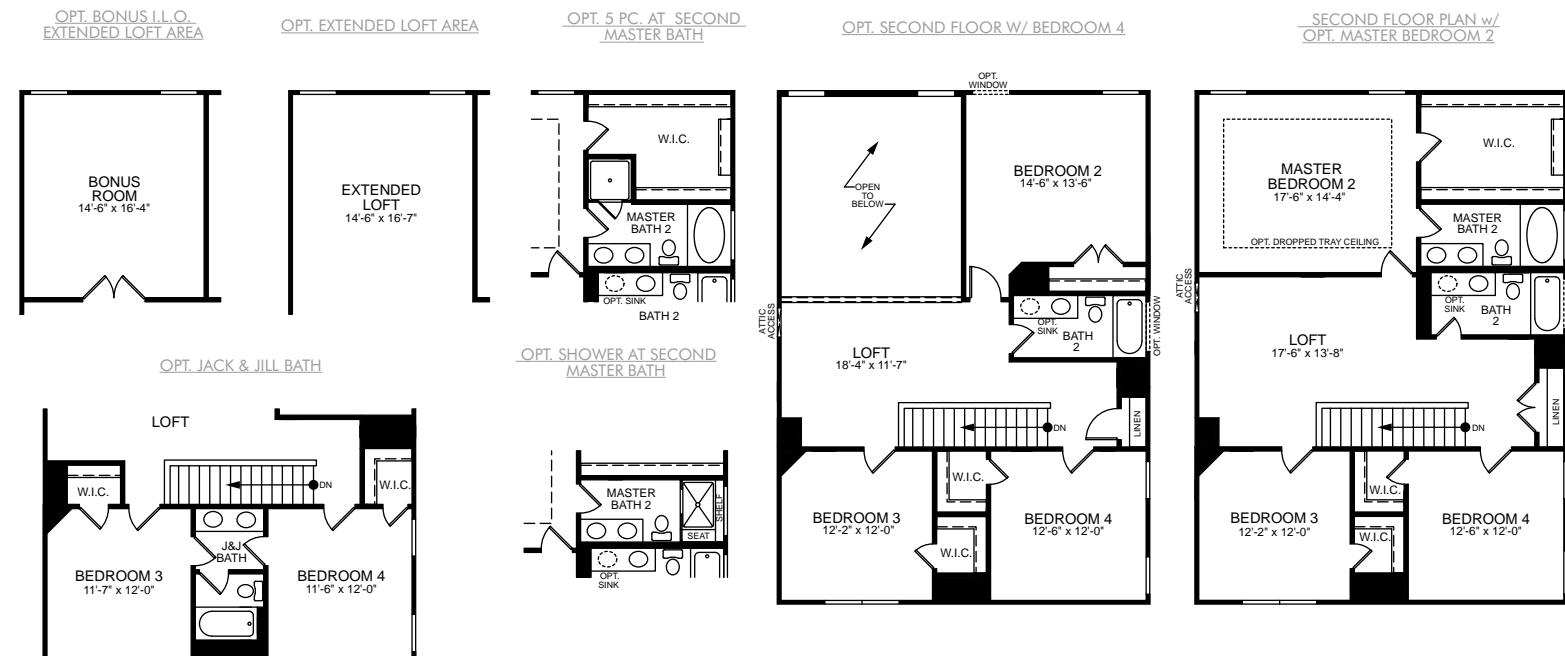 OPT. BONUS I.L.O.
EXTENDED LOFT AREA
BONUS
ROOM
14'-6" x 16'-4"
OPT. EXTENDED LOFT AREA
EXTENDED
LOFT
14'-6" x 16'-7"
OPT. 5 PC. AT SECOND
MASTER BATH
W.I.C.
MASTER
BATH 2
OPT. SINK
BATH 2
OPT. JACK & JILL BATH
LOFT
W.I.C.
DN
W.I.C.
J&J
BATH
BEDROOM 3
11'-7" x 12'-0"
BEDROOM 4
11'-6" x 12'-0"
OPT. SHOWER AT SECOND
MASTER BATH
MASTER
BATH 2
SHELF
SEAT
OPT.
SINK
OPT. SECOND FLOOR W/ BEDROOM 4
OPT.
WINDOW
OPEN
TO
BELOW
BEDROOM 2
14'-6" x 13'-6"
ATTIC
ACCESS
OPT.
SINK
BATH
2
OPT. WINDOW
LOFT
18'-4" x 11'-7"
DN
LINEN
W.I.C.
BEDROOM 3
12'-2" x 12'-0"
BEDROOM 4
12'-6" x 12'-0"
W.I.C.
SECOND FLOOR PLAN w/
OPT. MASTER BEDROOM 2
W.I.C.
MASTER
BEDROOM 2
17'-6" x 14'-4"
MASTER
BATH 2
OPT. DROPPED TRAY CEILING
ATTIC
ACCESS
OPT.
SINK
BATH
2
LOFT
17'-6" x 13'-8"
LINEN
DN
W.I.C.
BEDROOM 3
12'-2" x 12'-0"
BEDROOM 4
12'-6" x 12'-0"
W.I.C.